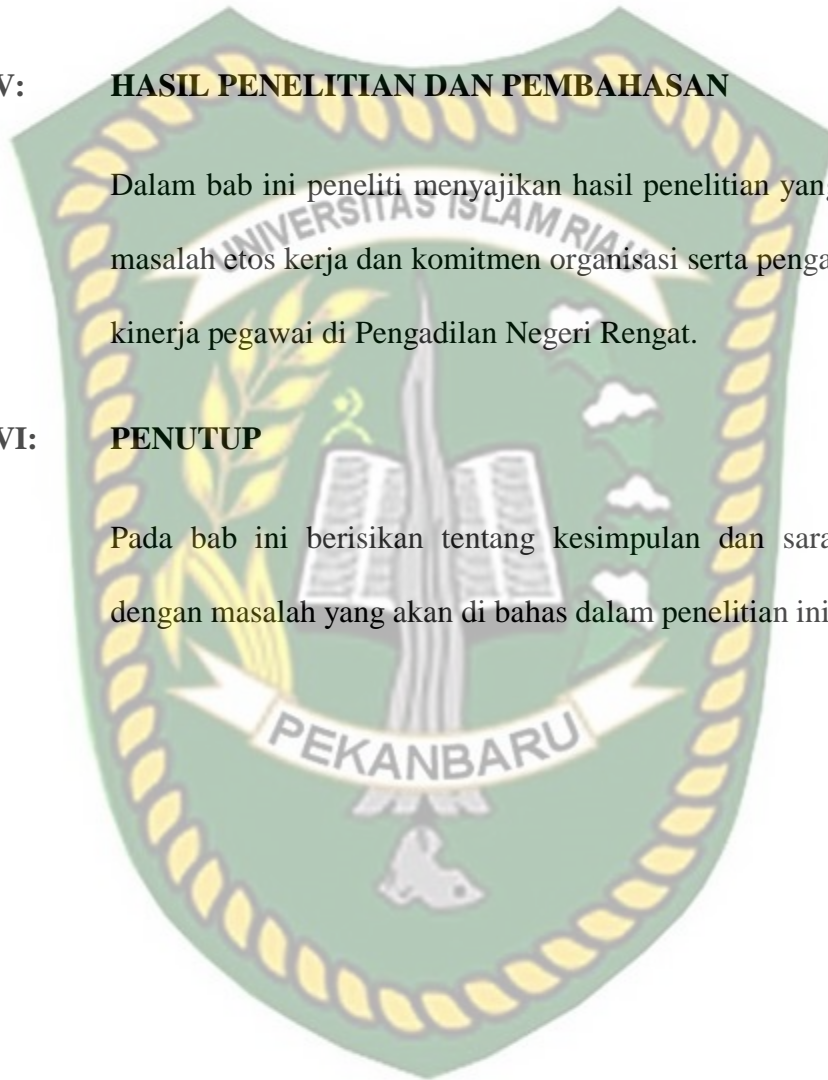 V: HASIL PENELITIAN DAN PEMBAHASAN
Dalam bab ini peneliti menyajikan hasil penelitian yang
masalah etos kerja dan komitmen organisasi serta penga
kinerja pegawai di Pengadilan Negeri Rengat.
VI: PENUTUP
Pada bab ini berisikan tentang kesimpulan dan sara
dengan masalah yang akan di bahas dalam penelitian ini
UNIVERSITAS ISLAM RIAU
PEKANBARU